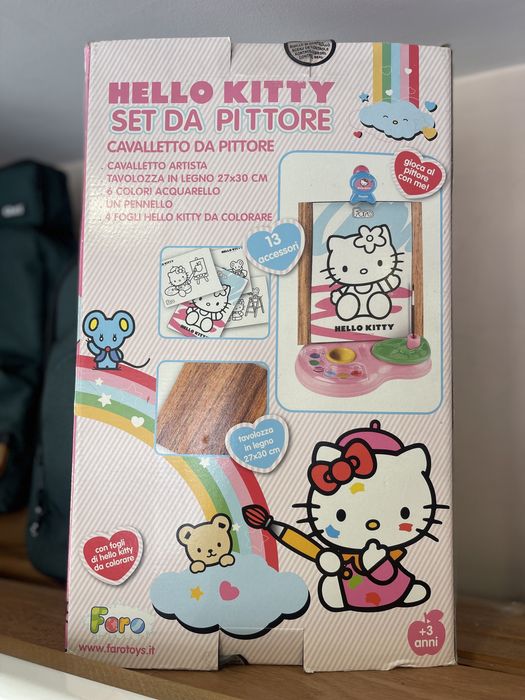 HELLO KITTY
SET DA PITTORE
CAVALLETTO DA PITTORE
. CAVALLETTO ARTISTA
TAVOLOZZA IN LEGNO 27x30 CM
. 6 COLORI ACQUARELLO
. UN PENNELLO
. 4 FOGLI HELLO KITTY DA COLORARE
gioca al
pittore
con me!
13
accessori
HELLO KITTY
tavolozza
in legno
27x30 cm
con fogli
di hello kitty
da colorare
Faro
www.farotoys.it
+3
anni